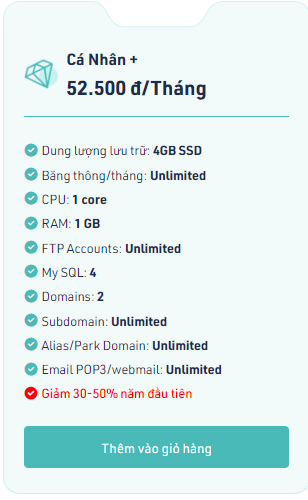 Cá Nhân +
52.500 đ/Tháng
Dung lượng lưu trữ: 4GB SSD
Băng thông/tháng: Unlimited
CPU: 1 core
RAM: 1 GB
FTP Accounts: Unlimited
My SQL: 4
Domains: 2
Subdomain: Unlimited
Alias/Park Domain: Unlimited
Email POP3/webmail: Unlimited
Giảm 30-50% năm đầu tiên
Thêm vào giỏ hàng